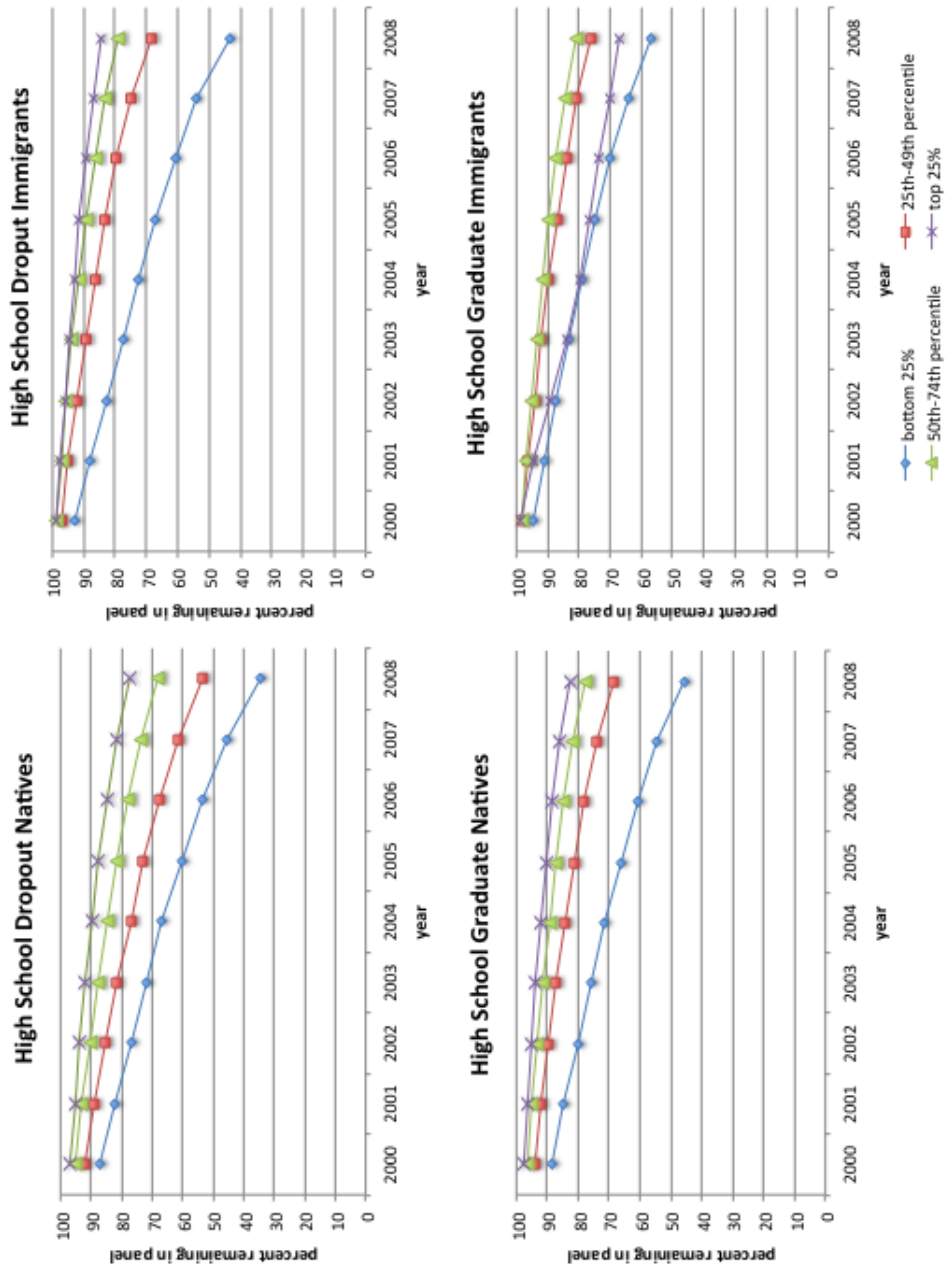 High School Dropout Natives
percent remaining in panel
100
90
80
70
60
50
40
30
20
10
0
2000 2001 2002 2003 2004 2005 2006 2007 2008
year
High School Droput Immigrants
percent remaining in panel
100
90
80
70
60
50
40
30
20
10
0
2000 2001 2002 2003 2004 2005 2006 2007 2008
year
High School Graduate Natives
percent remaining in panel
100
90
80
70
60
50
40
30
20
10
0
2000 2001 2002 2003 2004 2005 2006 2007 2008
year
High School Graduate Immigrants
percent remaining in panel
100
90
80
70
60
50
40
30
20
10
0
2000 2001 2002 2003 2004 2005 2006 2007 2008
year
bottom 25% 25th-49th percentile
50th-74th percentile top 25%